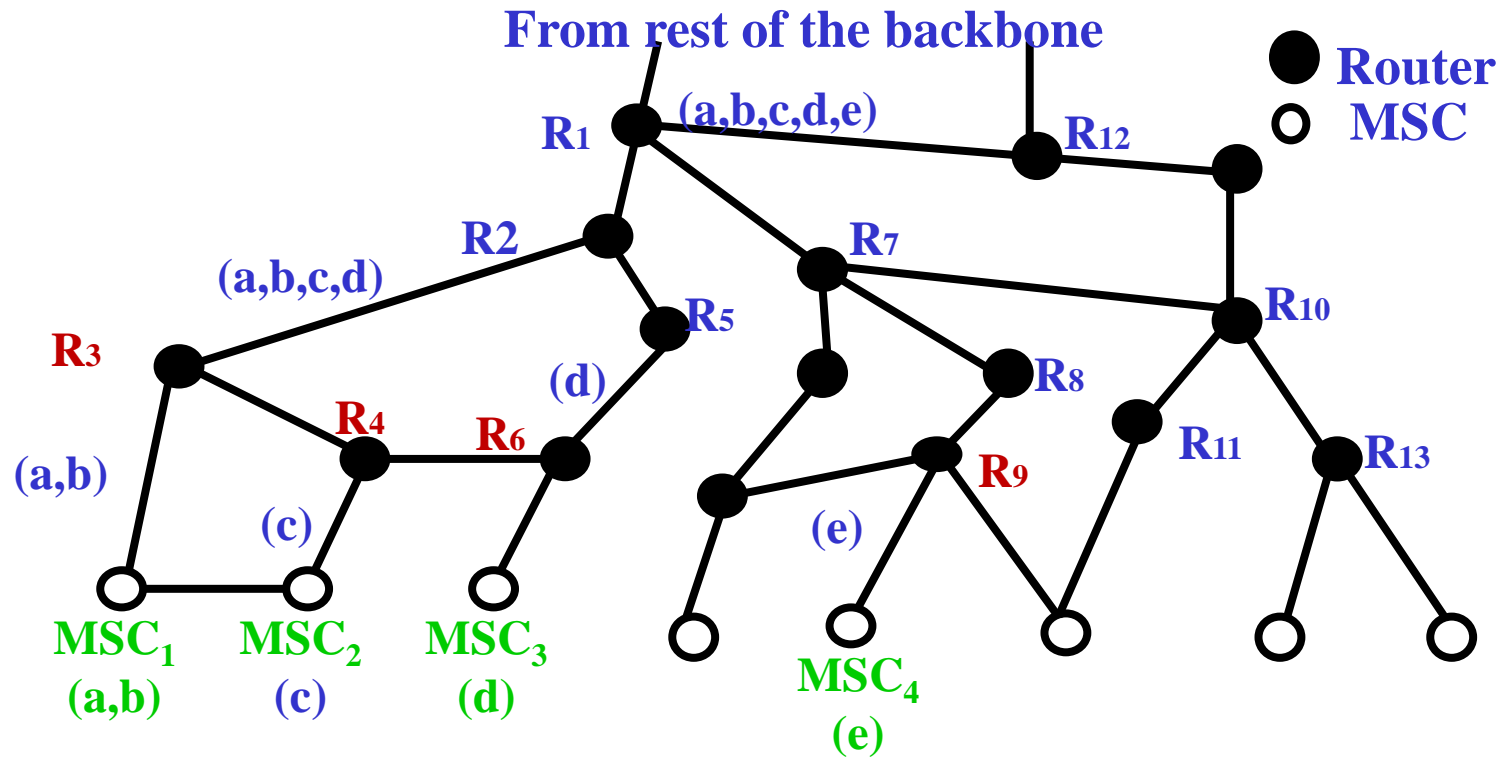 From rest of the backbone
Router
MSC
(a,b,c,d,e)
R1
R12
R2
R7
(a,b,c,d)
R10
R5
R3
R8
(d)
R4
R6
R11
R13
R9
(a,b)
(c)
(e)
MSC1
MSC2
MSC3
MSC4
(a,b)
(c)
(d)
(e)